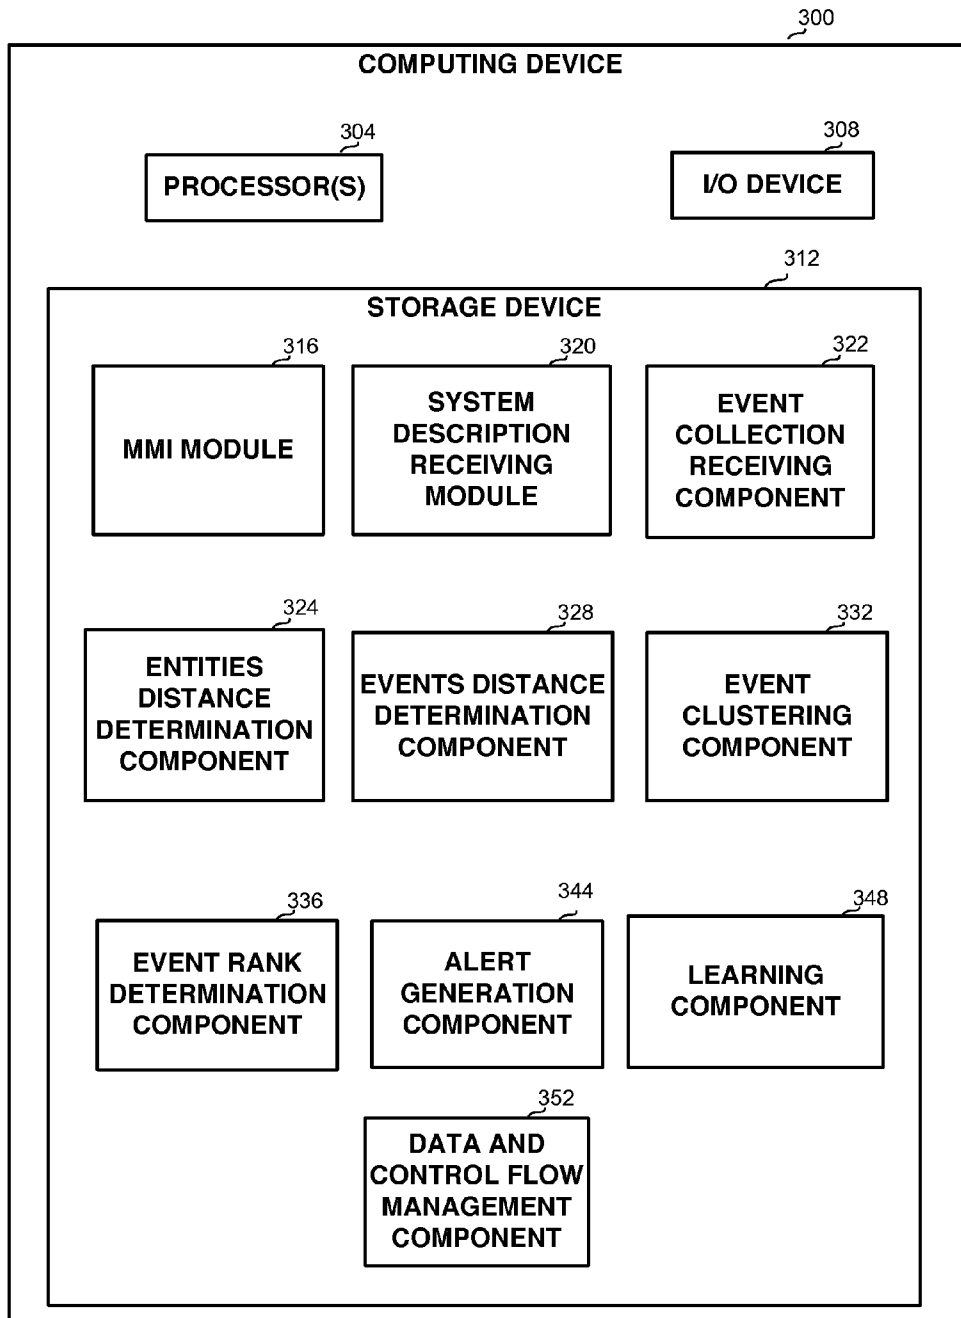 300
COMPUTING DEVICE
304
PROCESSOR(S)
308
I/O DEVICE
312
STORAGE DEVICE
316
MMI MODULE
320
SYSTEM
DESCRIPTION
RECEIVING
MODULE
322
EVENT
COLLECTION
RECEIVING
COMPONENT
324
ENTITIES
DISTANCE
DETERMINATION
COMPONENT
328
EVENTS DISTANCE
DETERMINATION
COMPONENT
332
EVENT
CLUSTERING
COMPONENT
336
EVENT RANK
DETERMINATION
COMPONENT
344
ALERT
GENERATION
COMPONENT
348
LEARNING
COMPONENT
352
DATA AND
CONTROL FLOW
MANAGEMENT
COMPONENT